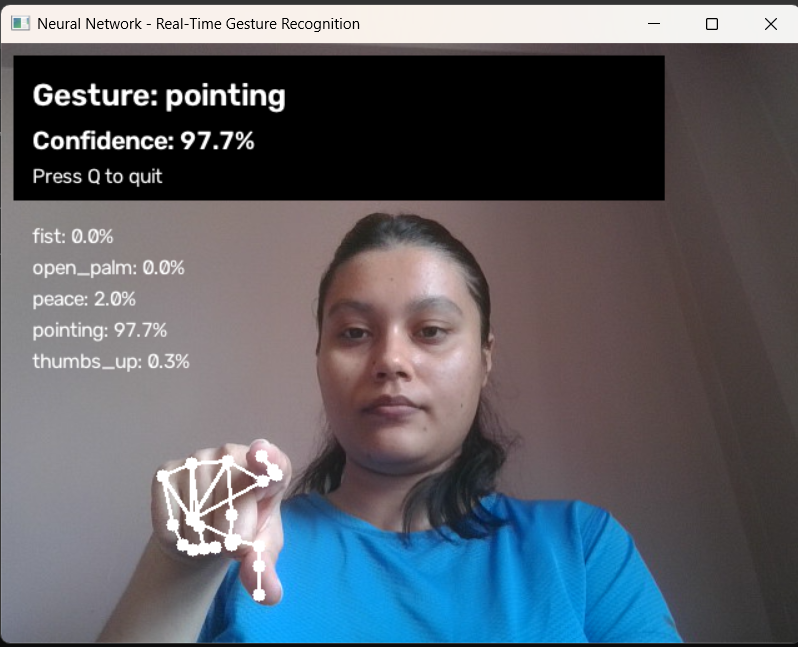 Neural Network - Real-Time Gesture Recognition
Gesture: pointing
Confidence: 97.7%
Press Q to quit
fist: 0.0%
open_palm: 0.0%
peace: 2.0%
pointing: 97.7%
thumbs_up: 0.3%